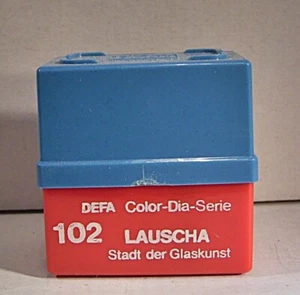 DEFA Color-Dia-Serie
102 LAUSCHA
Stadt der Glaskunst